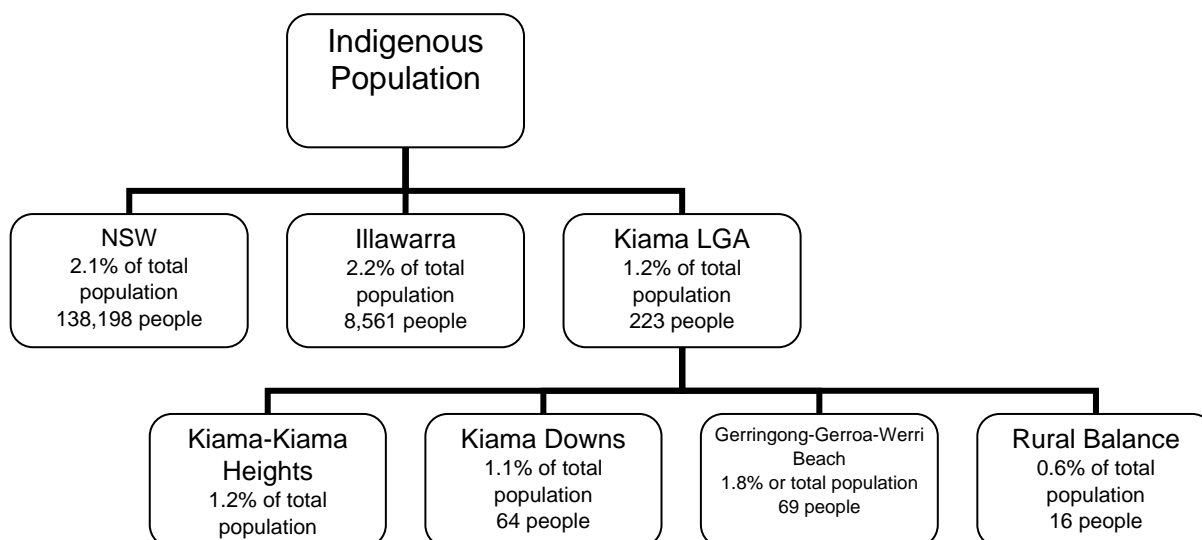 Indigenous
Population
NSW
2.1% of total
population
138,198 people
Illawarra
2.2% of total
population
8,561 people
Kiama LGA
1.2% of total
population
223 people
Kiama-Kiama
Heights
1.2% of total
population
Kiama Downs
1.1% of total
population
64 people
Gerringong-Gerroa-Werri
Beach
1.8% or total population
69 people
Rural Balance
0.6% of total
population
16 people